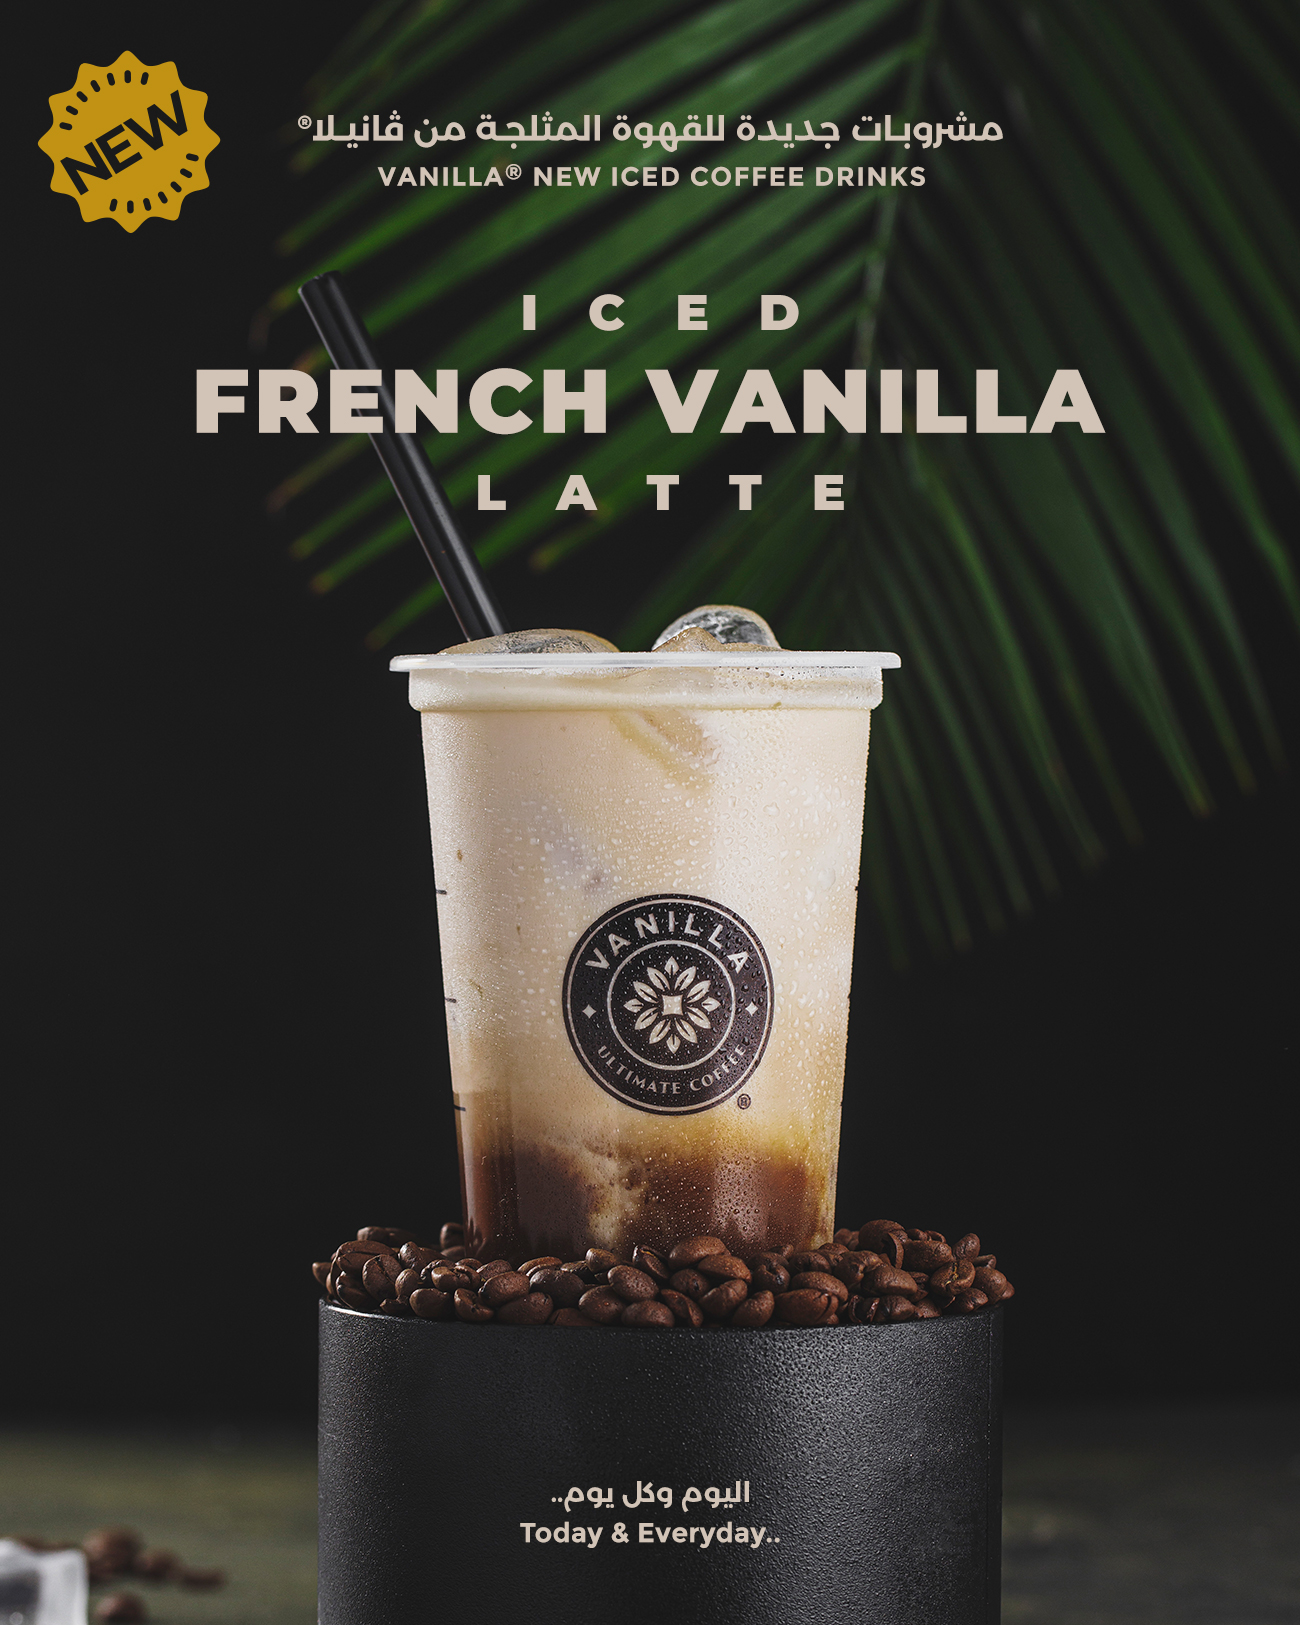 NEW
مشروبات جديدة للقهوة المثلجة من ڤانيلا®
VANILLA® NEW ICED COFFEE DRINKS
ICED
FRENCH VANILLA
LATTE
VANILLA
ULTIMATE COFFEE
®
اليوم وكل يوم..
Today & Everyday..